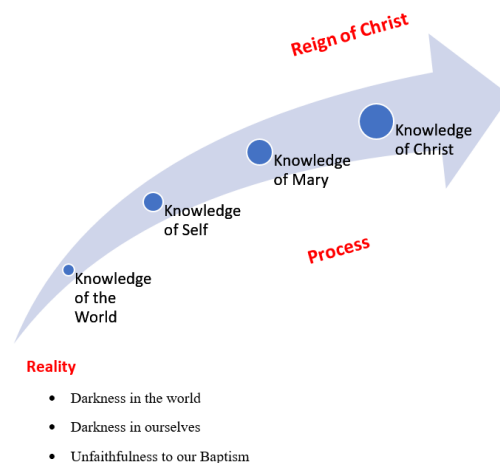 Reign of Christ
Knowledge
of Christ
Knowledge
of Mary
Knowledge
of Self
Process
Knowledge
of the
World
Reality
• Darkness in the world
• Darkness in ourselves
• Unfaithfulness to our Baptism